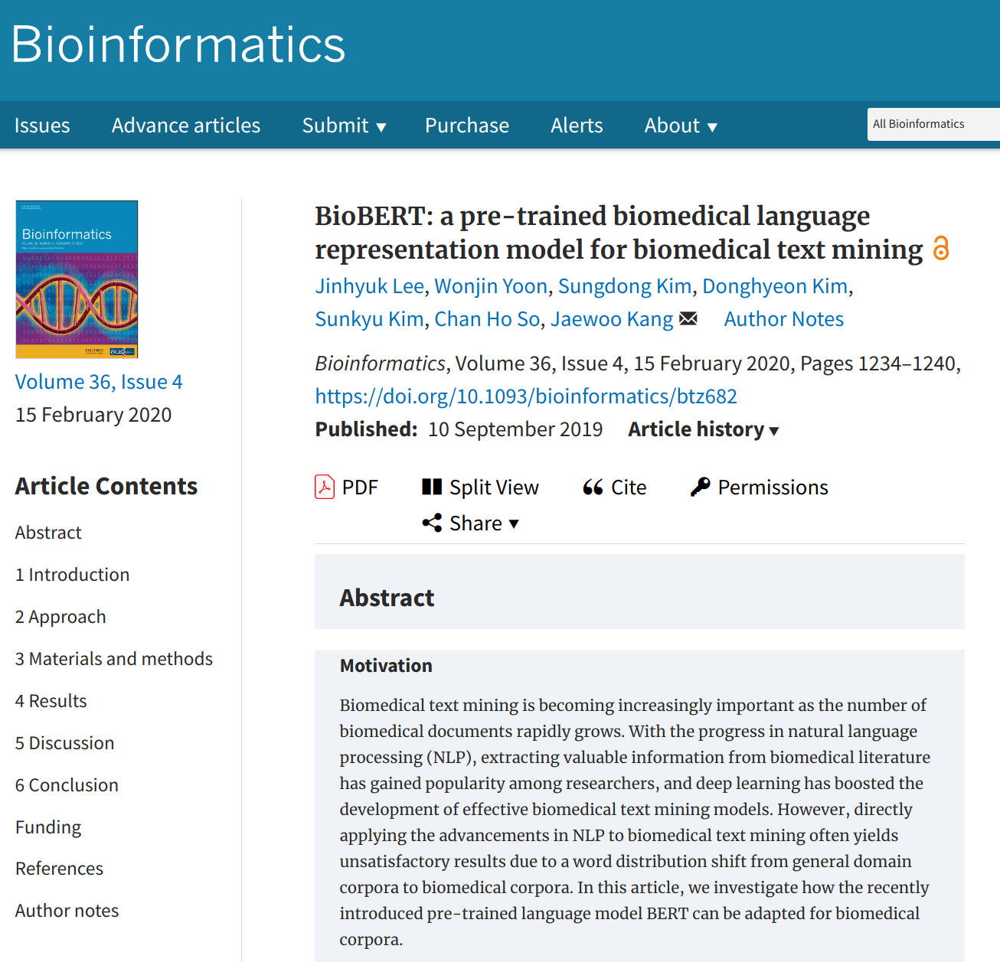 Bioinformatics
Issues Advance articles Submit ▼ Purchase Alerts About ▼ All Bioinformatics
Bioinformatics
OXFORD
Volume 36, Issue 4
15 February 2020
Article Contents
Abstract
1 Introduction
2 Approach
3 Materials and methods
4 Results
5 Discussion
6 Conclusion
Funding
References
Author notes
BioBERT: a pre-trained biomedical language
representation model for biomedical text mining
Jinhyuk Lee, Wonjin Yoon, Sungdong Kim, Donghyeon Kim,
Sunkyu Kim, Chan Ho So, Jaewoo Kang Author Notes
Bioinformatics, Volume 36, Issue 4, 15 February 2020, Pages 1234–1240,
https://doi.org/10.1093/bioinformatics/btz682
Published: 10 September 2019 Article history ▼
PDF Split View Cite Permissions
Share ▼
Abstract
Motivation
Biomedical text mining is becoming increasingly important as the number of
biomedical documents rapidly grows. With the progress in natural language
processing (NLP), extracting valuable information from biomedical literature
has gained popularity among researchers, and deep learning has boosted the
development of effective biomedical text mining models. However, directly
applying the advancements in NLP to biomedical text mining often yields
unsatisfactory results due to a word distribution shift from general domain
corpora to biomedical corpora. In this article, we investigate how the recently
introduced pre-trained language model BERT can be adapted for biomedical
corpora.